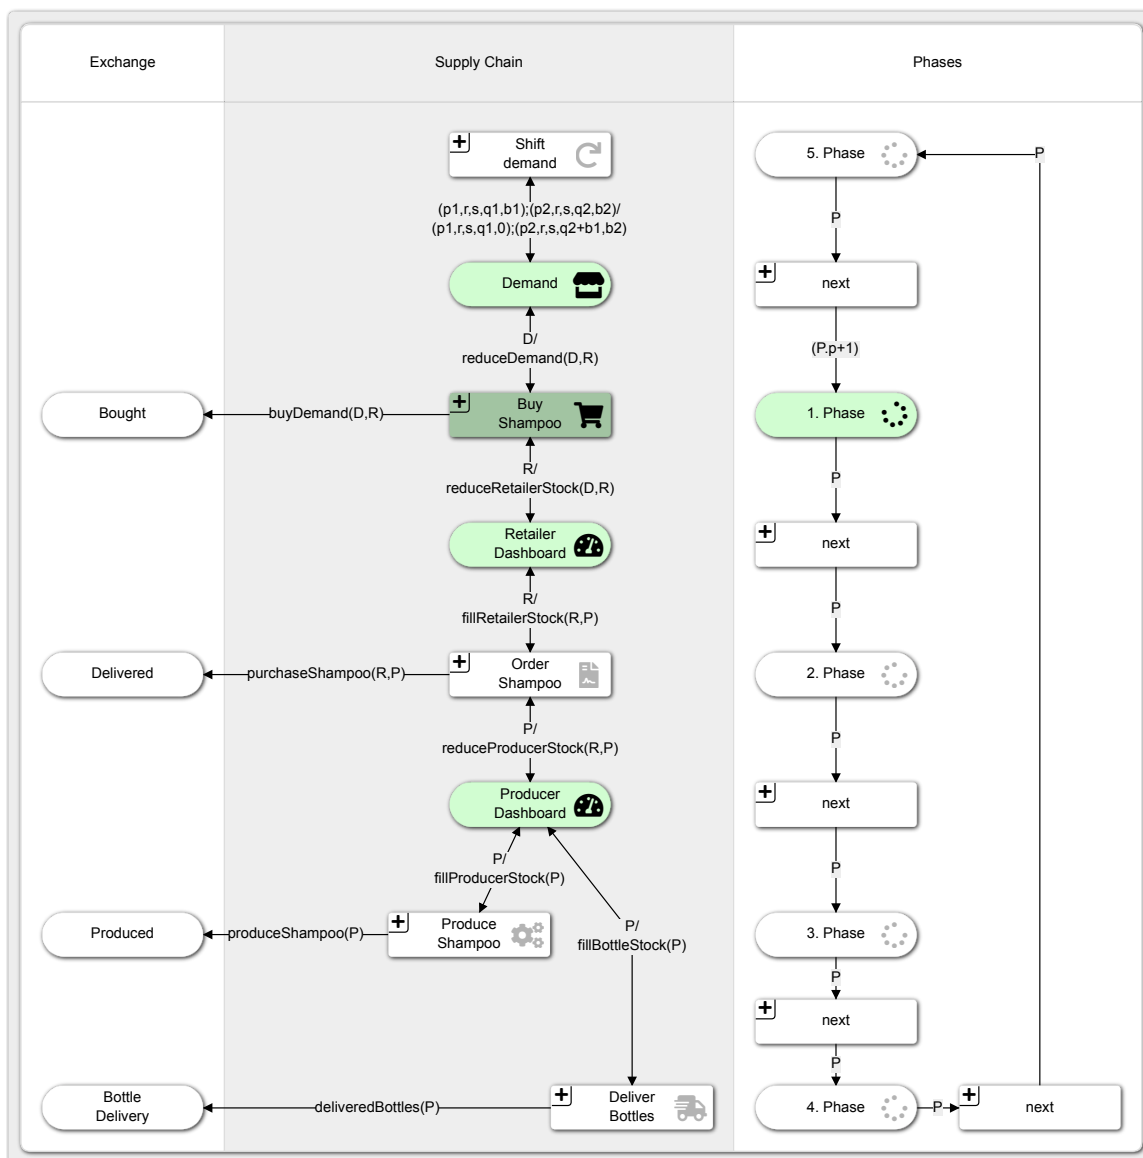 Exchange
Supply Chain
Phases
Shift
demand
5. Phase
P
(p1,r,s,q1,b1);(p2,r,s,q2,b2)/
(p1,r,s,q1,0);(p2,r,s,q2+b1,b2)
P
Demand
next
D/
reduceDemand(D,R)
(P.p+1)
Bought
buyDemand(D,R)
Buy
Shampoo
1. Phase
R/
reduceRetailerStock(D,R)
P
Retailer
Dashboard
next
R/
fillRetailerStock(R,P)
P
Delivered
purchaseShampoo(R,P)
Order
Shampoo
2. Phase
P/
reduceProducerStock(R,P)
P
Producer
Dashboard
next
P/
fillProducerStock(P)
P
Produced
produceShampoo(P)
Produce
Shampoo
P/
fillBottleStock(P)
3. Phase
P
next
P
Bottle
Delivery
deliveredBottles(P)
Deliver
Bottles
4. Phase
P
next